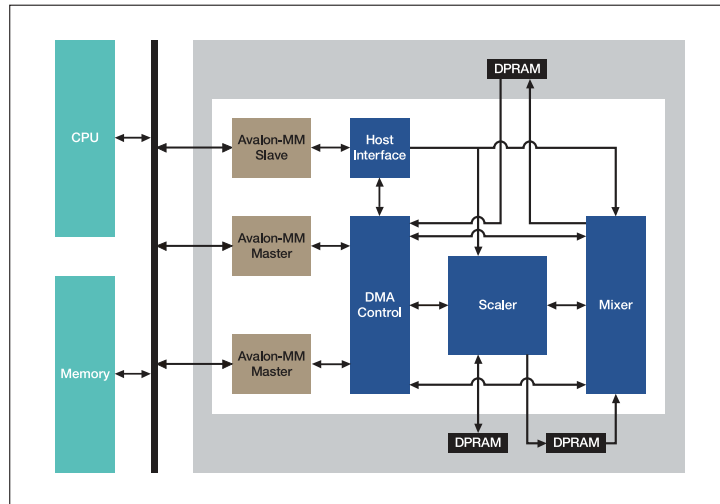 DPRAM
CPU
Avalon-MM
Slave
Host
Interface
Avalon-MM
Master
DMA
Control
Scaler
Mixer
Memory
Avalon-MM
Master
DPRAM
DPRAM